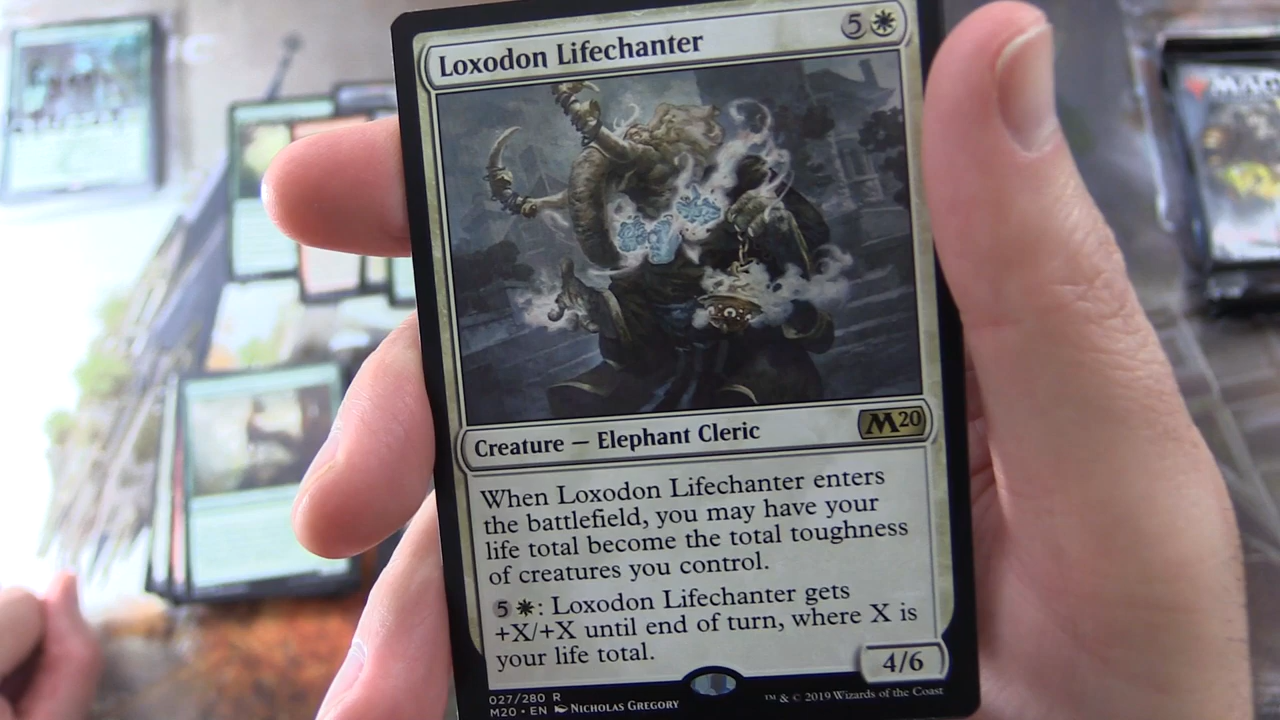 Loxodon Lifechanter 5
Creature — Elephant Cleric M20
When Loxodon Lifechanter enters
the battlefield, you may have your
life total become the total toughness
of creatures you control.
5 : Loxodon Lifechanter gets
+X/+X until end of turn, where X is
your life total.
4/6
027/280 R
M20 • EN Nicholas Gregory
™ & © 2019 Wizards of the Coast
MAG